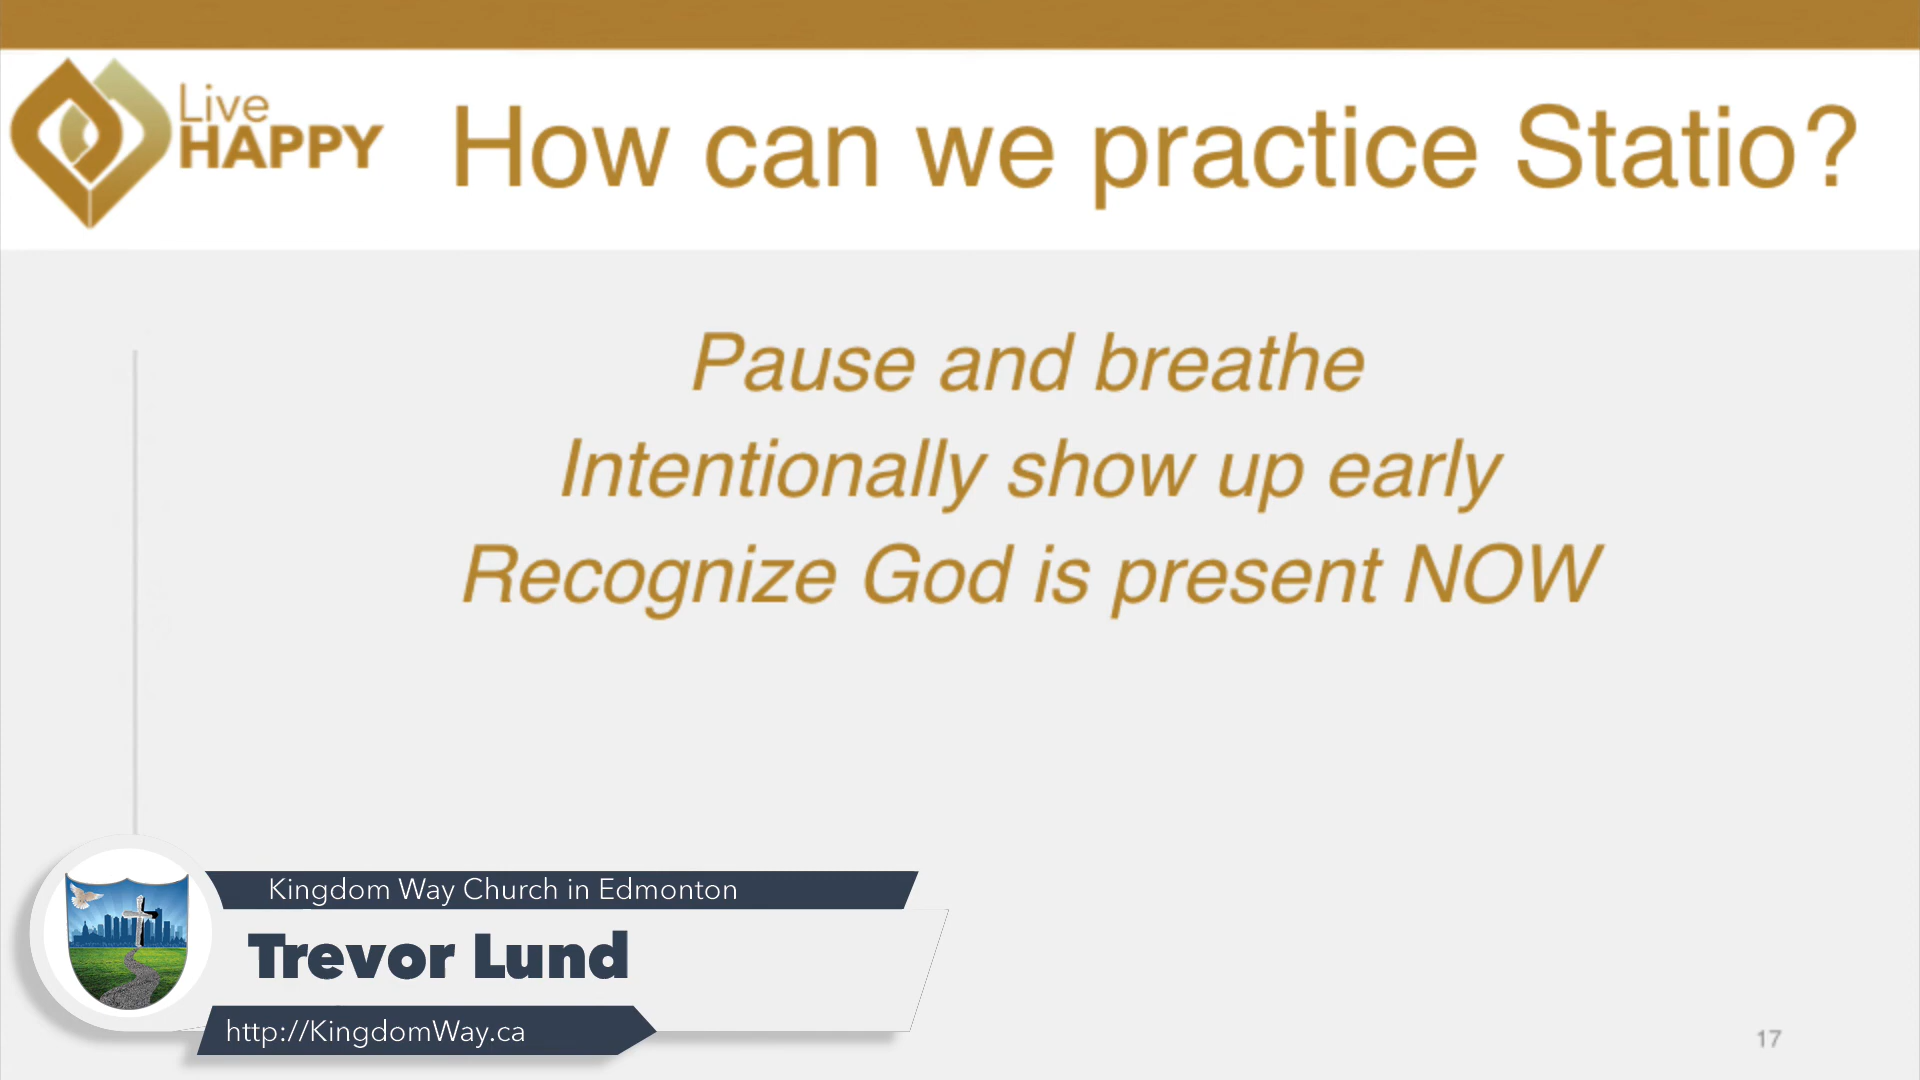 Live
HAPPY
How can we practice Statio?
Pause and breathe
Intentionally show up early
Recognize God is present NOW
Kingdom Way Church in Edmonton
Trevor Lund
http://KingdomWay.ca
17